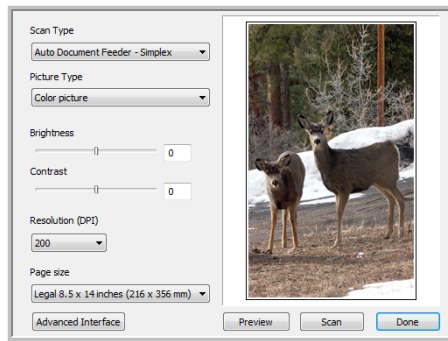 Scan Type
Auto Document Feeder - Simplex
Picture Type
Color picture
Brightness
0
Contrast
0
Resolution (DPI)
200
Page size
Legal 8.5 x 14 inches (216 x 356 mm)
Advanced Interface
Preview
Scan
Done